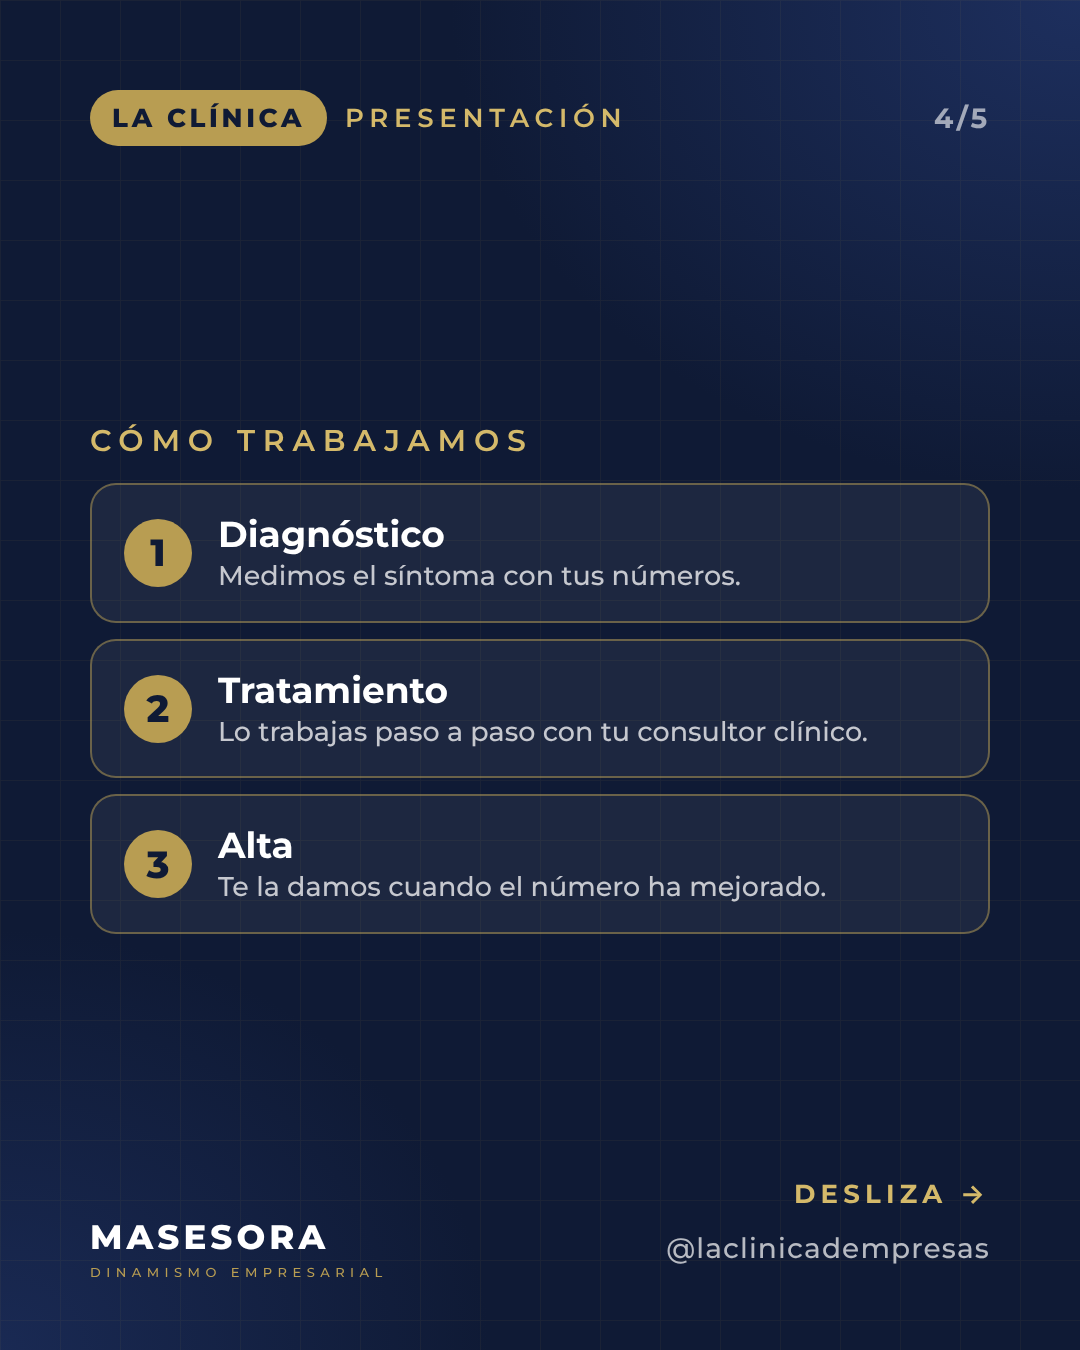 LA CLÍNICA PRESENTACIÓN 4/5
CÓMO TRABAJAMOS
1 Diagnóstico
Medimos el síntoma con tus números.
2 Tratamiento
Lo trabajas paso a paso con tu consultor clínico.
3 Alta
Te la damos cuando el número ha mejorado.
DESLIZA →
MASESORA
@laclinicadempresas
DINAMISMO EMPRESARIAL